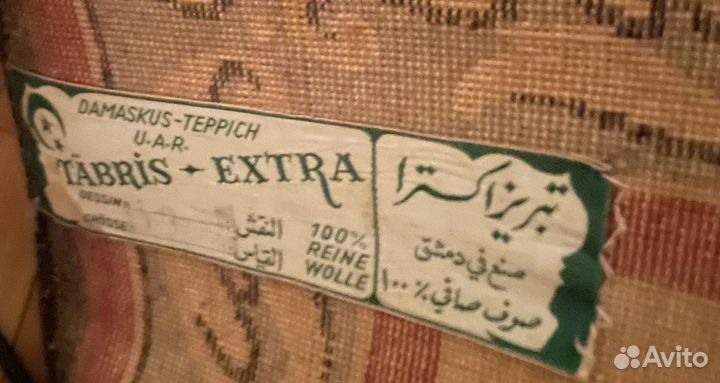 DAMASKUS-TEPPICH
U.A.R.
TÄBRIS - EXTRA
DESSIN:
GRÖSSE:
النقش
القياس
100%
REINE
WOLLE
تبريز اكسترا
صنع في دمشق
صوف صافي ٪١٠٠
Avito